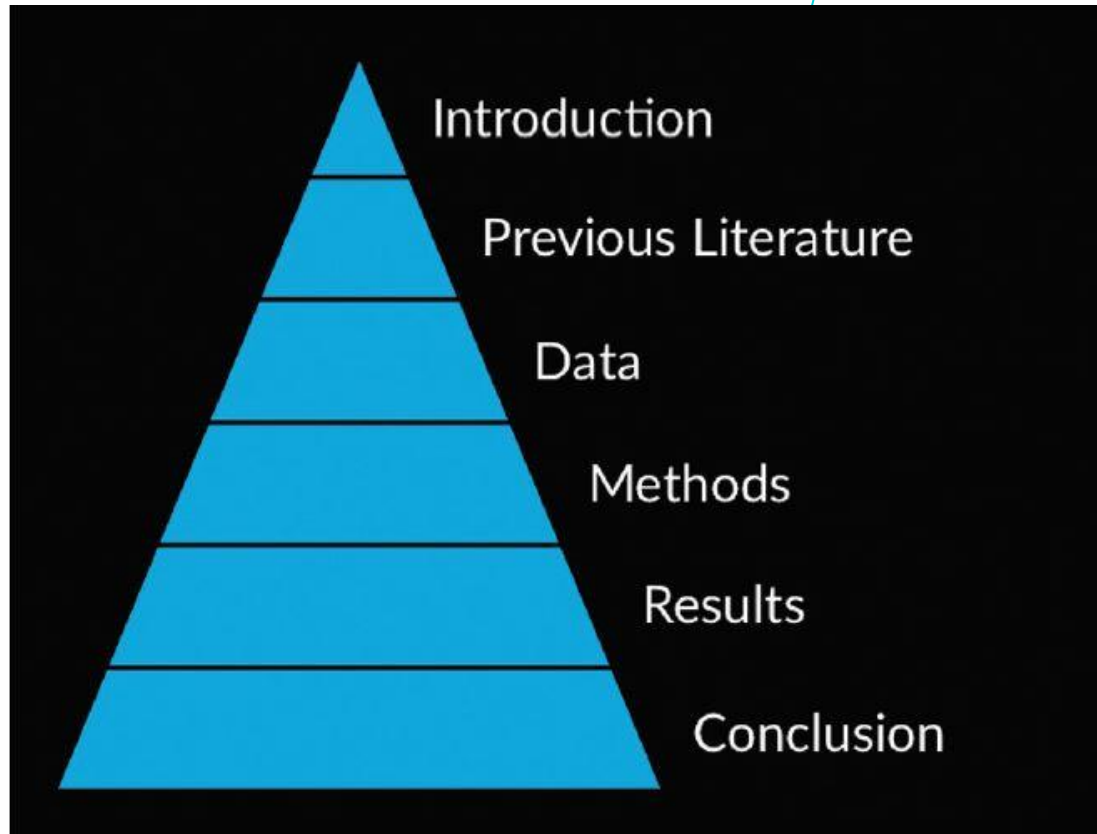 Introduction
Previous Literature
Data
Methods
Results
Conclusion